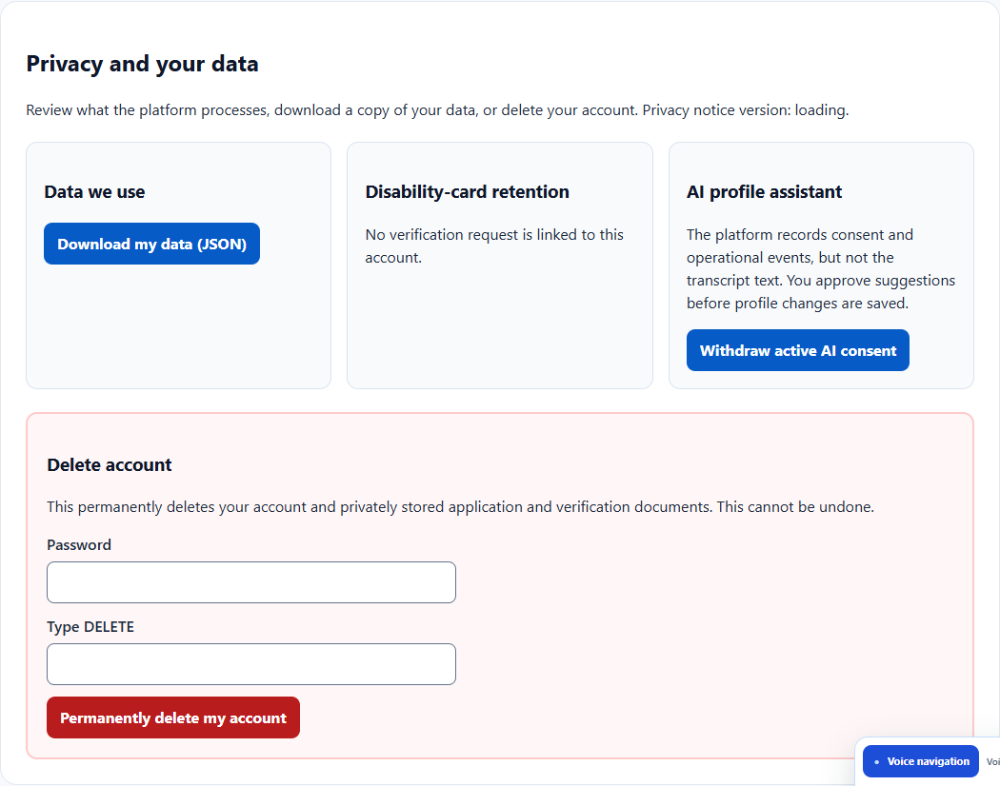 Privacy and your data
Review what the platform processes, download a copy of your data, or delete your account. Privacy notice version: loading.
Data we use
Download my data (JSON)
Disability-card retention
No verification request is linked to this
account.
AI profile assistant
The platform records consent and
operational events, but not the
transcript text. You approve suggestions
before profile changes are saved.
Withdraw active AI consent
Delete account
This permanently deletes your account and privately stored application and verification documents. This cannot be undone.
Password
Type DELETE
Permanently delete my account
Voice navigation